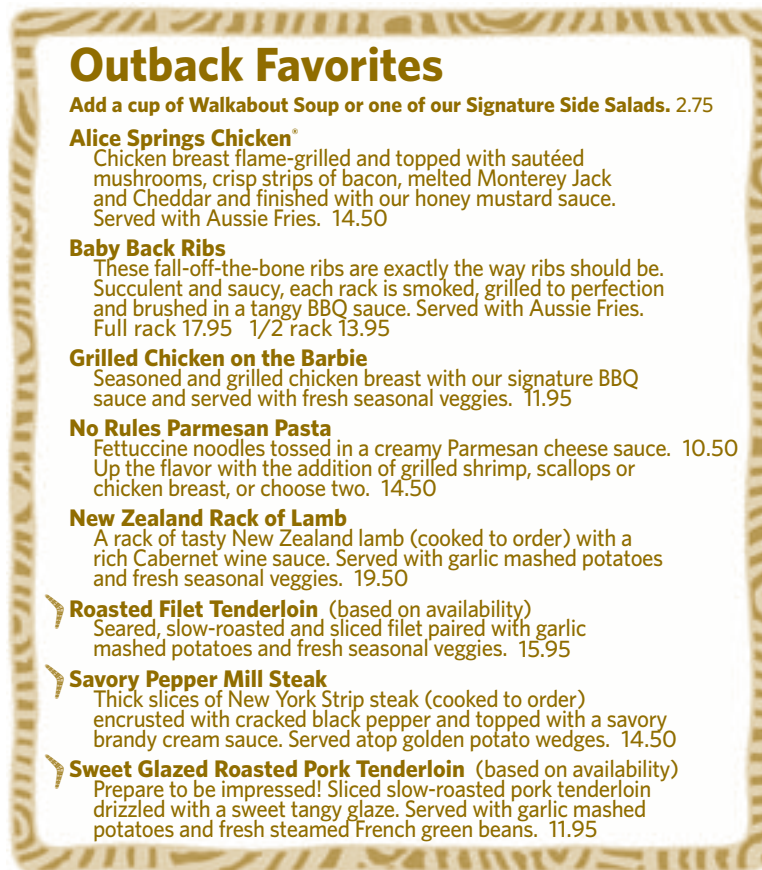 Outback Favorites
Add a cup of Walkabout Soup or one of our Signature Side Salads. 2.75
Alice Springs Chicken®
Chicken breast flame-grilled and topped with sautéed
mushrooms, crisp strips of bacon, melted Monterey Jack
and Cheddar and finished with our honey mustard sauce.
Served with Aussie Fries. 14.50
Baby Back Ribs
These fall-off-the-bone ribs are exactly the way ribs should be.
Succulent and saucy, each rack is smoked, grilled to perfection
and brushed in a tangy BBQ sauce. Served with Aussie Fries.
Full rack 17.95 1/2 rack 13.95
Grilled Chicken on the Barbie
Seasoned and grilled chicken breast with our signature BBQ
sauce and served with fresh seasonal veggies. 11.95
No Rules Parmesan Pasta
Fettuccine noodles tossed in a creamy Parmesan cheese sauce. 10.50
Up the flavor with the addition of grilled shrimp, scallops or
chicken breast, or choose two. 14.50
New Zealand Rack of Lamb
A rack of tasty New Zealand lamb (cooked to order) with a
rich Cabernet wine sauce. Served with garlic mashed potatoes
and fresh seasonal veggies. 19.50
Roasted Filet Tenderloin (based on availability)
Seared, slow-roasted and sliced filet paired with garlic
mashed potatoes and fresh seasonal veggies. 15.95
Savory Pepper Mill Steak
Thick slices of New York Strip steak (cooked to order)
encrusted with cracked black pepper and topped with a savory
brandy cream sauce. Served atop golden potato wedges. 14.50
Sweet Glazed Roasted Pork Tenderloin (based on availability)
Prepare to be impressed! Sliced slow-roasted pork tenderloin
drizzled with a sweet tangy glaze. Served with garlic mashed
potatoes and fresh steamed French green beans. 11.95